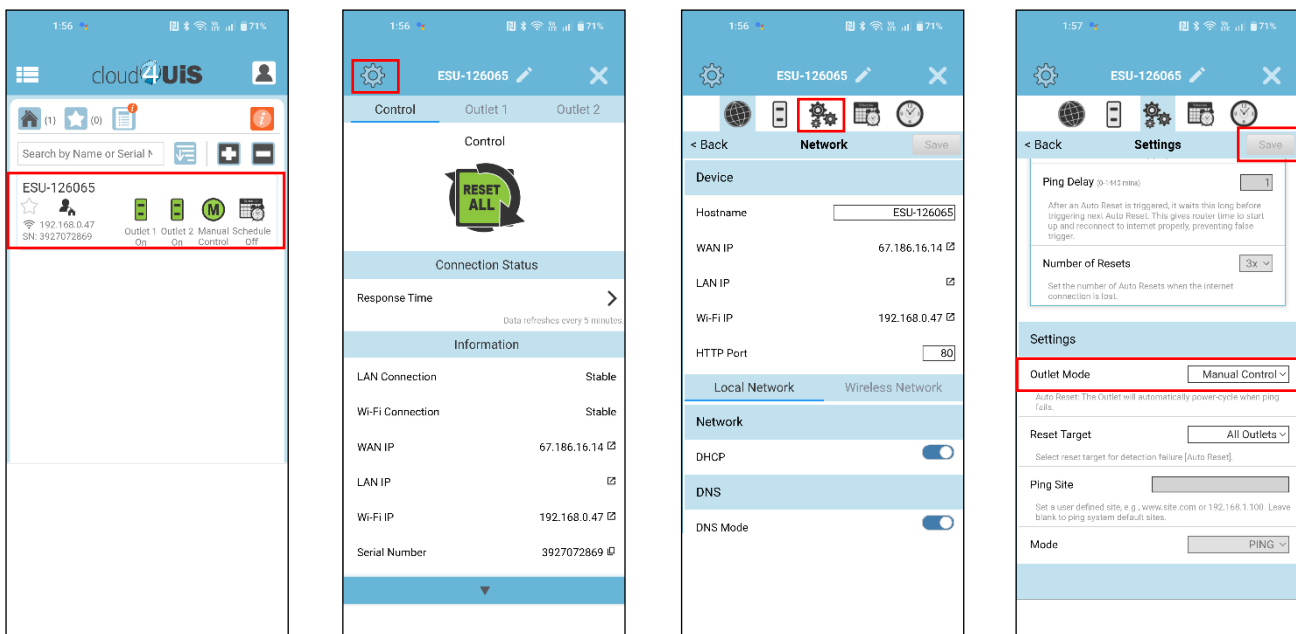 1:56
71%
cloud4UiS
(1)
(0)
Search by Name or Serial N
ESU-126065
192.168.0.47
SN: 3927072869
Outlet 1 Outlet 2 Manual Schedule
On On Control Off
M
1:56
71%
ESU-126065
Control Outlet 1 Outlet 2
Control
RESET
ALL
Connection Status
Response Time
Data refreshes every 5 minutes.
Information
LAN Connection Stable
Wi-Fi Connection Stable
WAN IP 67.186.16.14
LAN IP
Wi-Fi IP 192.168.0.47
Serial Number 3927072869
1:56
71%
ESU-126065
< Back Network Save
Device
Hostname ESU-126065
WAN IP 67.186.16.14
LAN IP
Wi-Fi IP 192.168.0.47
HTTP Port 80
Local Network Wireless Network
Network
DHCP
DNS
DNS Mode
1:57
71%
ESU-126065
< Back Settings Save
Ping Delay (0-1440 mins) 1
After an Auto Reset is triggered, it waits this long before
triggering next Auto Reset. This gives router time to start
up and reconnect to internet properly, preventing false
trigger.
Number of Resets 3x
Set the number of Auto Resets when the internet
connection is lost.
Settings
Outlet Mode Manual Control
Auto Reset: The Outlet will automatically power-cycle when ping
fails.
Reset Target All Outlets
Select reset target for detection failure [Auto Reset].
Ping Site
Set a user defined site, e.g., www.site.com or 192.168.1.100. Leave
blank to ping system default sites.
Mode PING